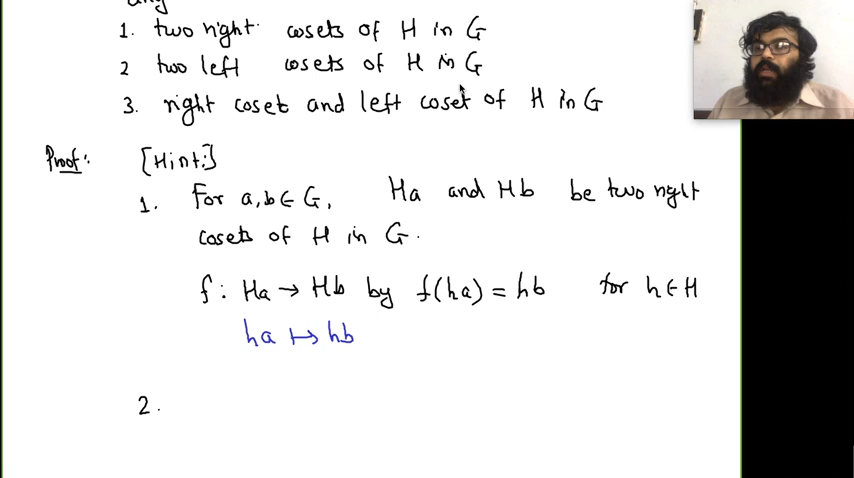 any
1. two right cosets of H in G
2 two left cosets of H in G
3. right coset and left coset of H in G
Proof: [Hint:]
1. For a,b ∈ G, Ha and Hb be two right
cosets of H in G.
f: Ha → Hb by f(ha) = hb for h ∈ H
ha ↦ hb
2.